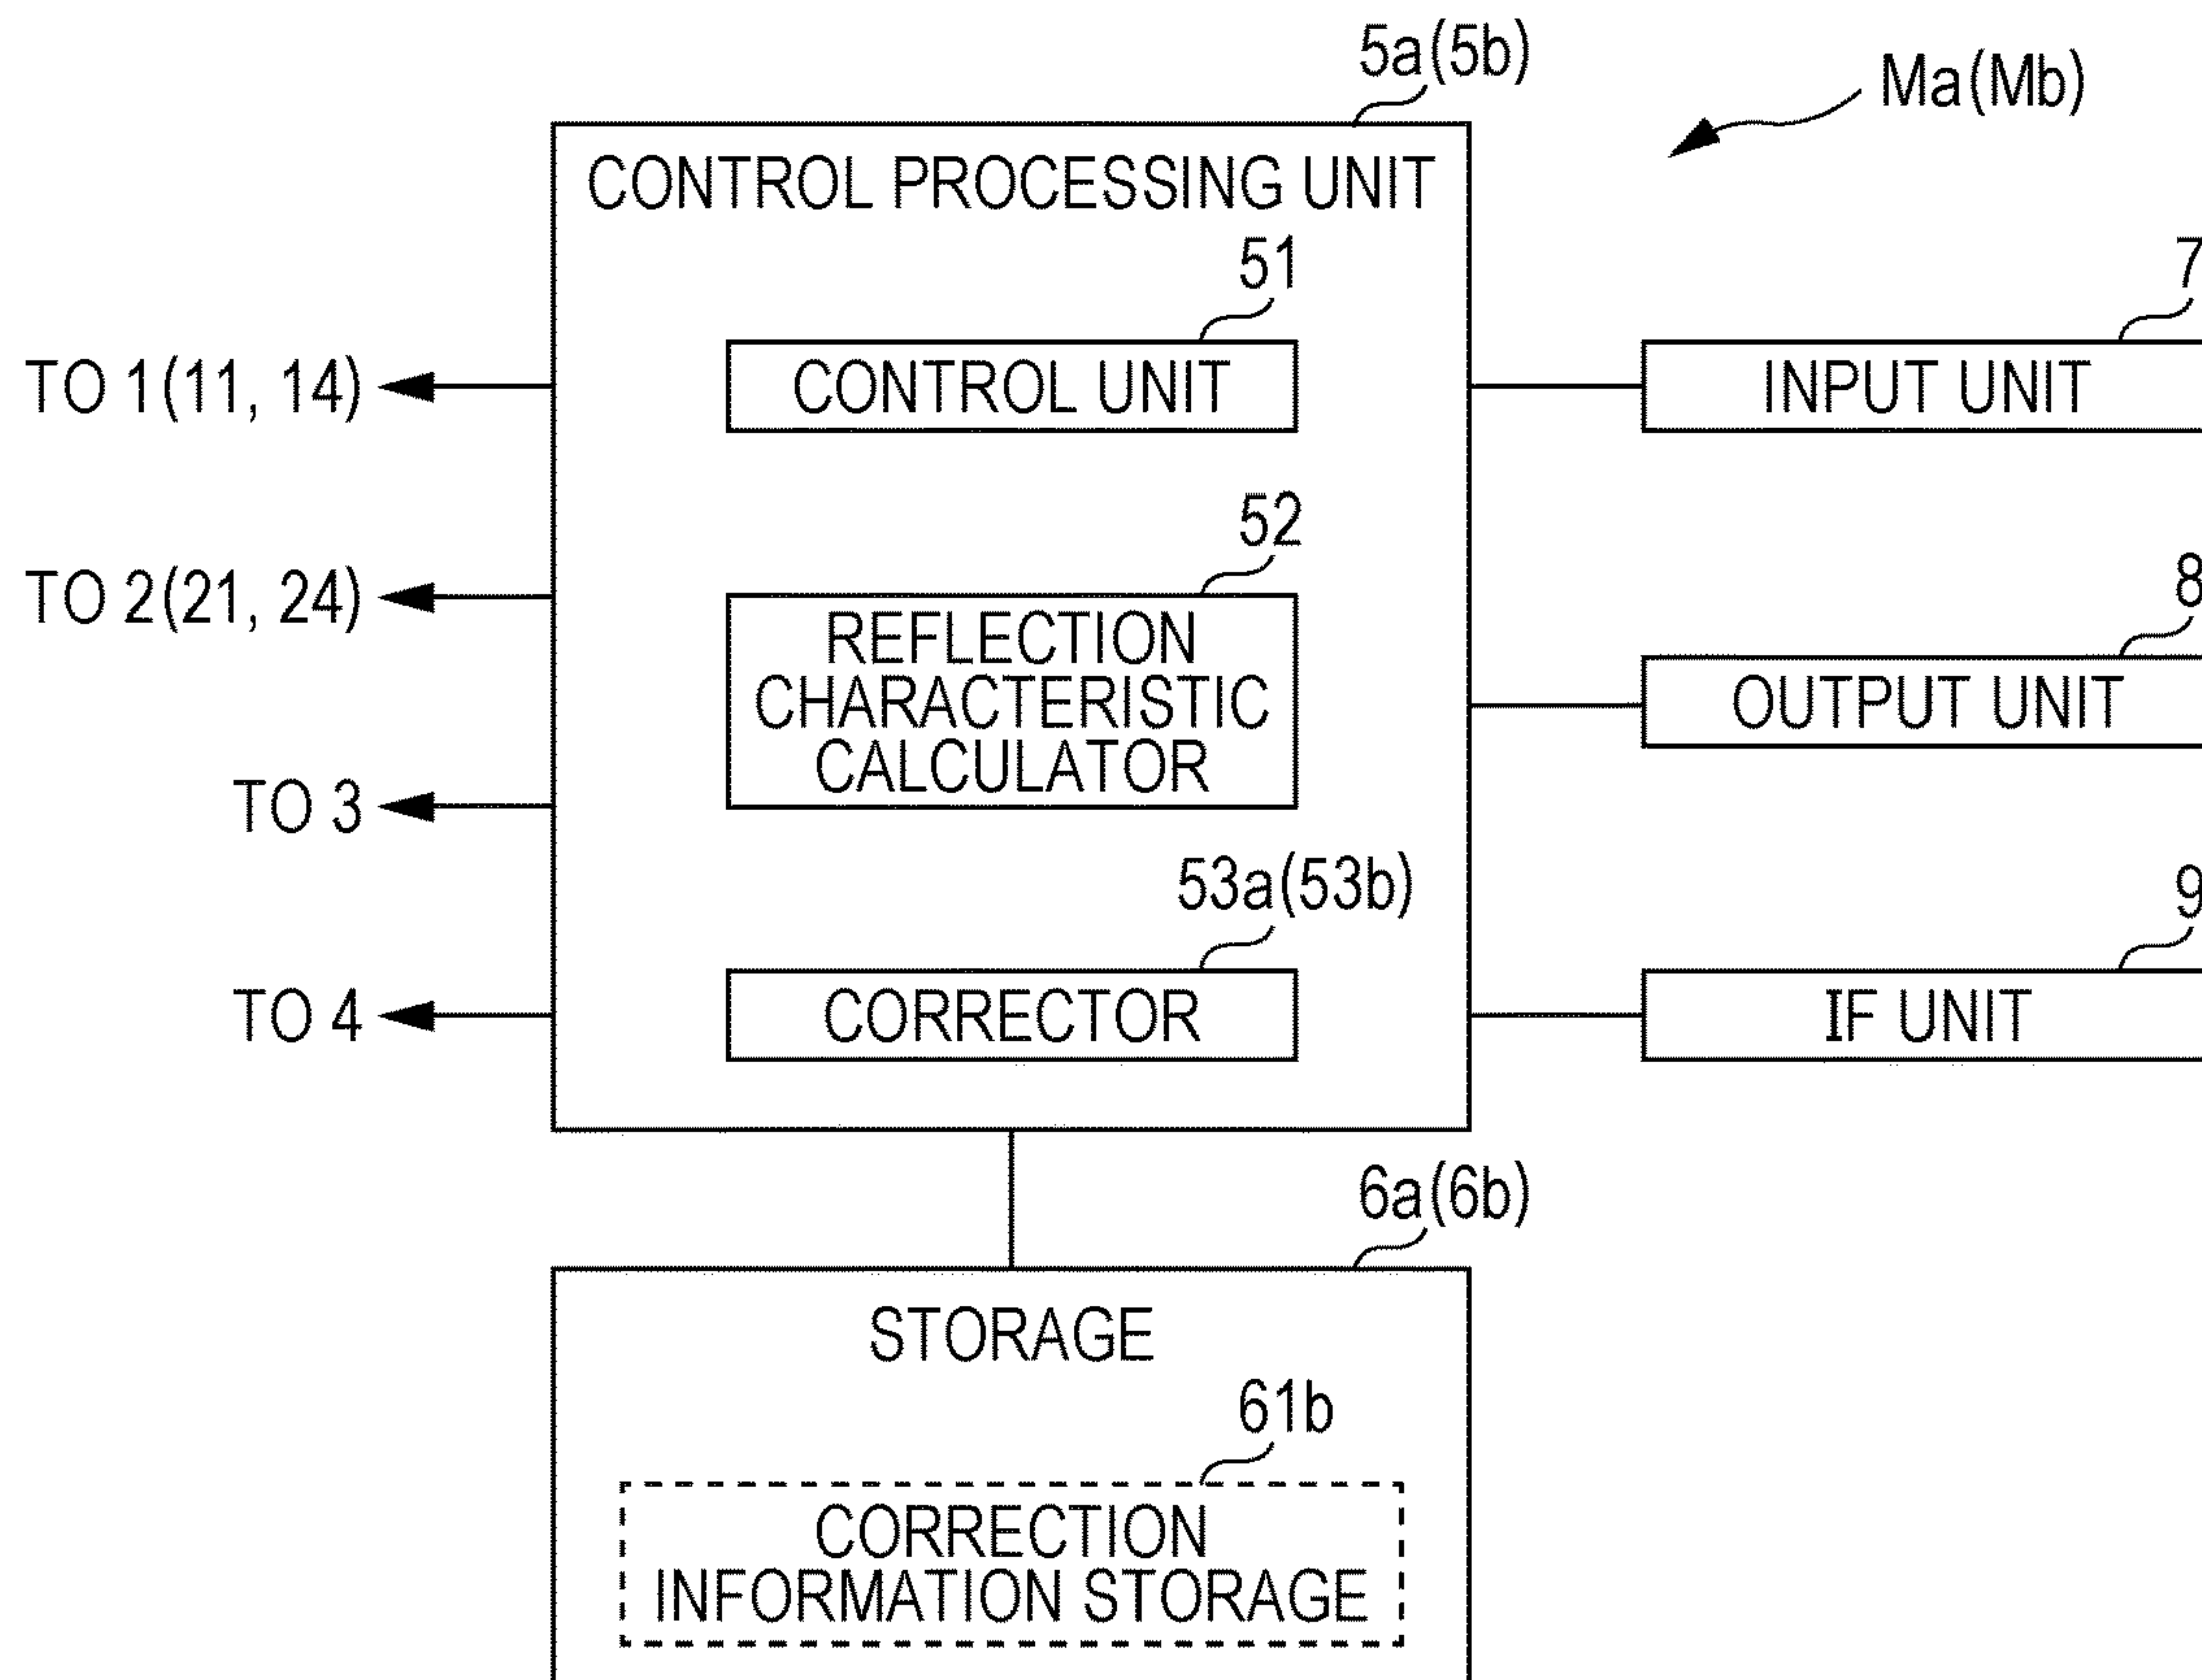 5a(5b)
Ma(Mb)
CONTROL PROCESSING UNIT
51
7
TO 1(11, 14)
CONTROL UNIT
INPUT UNIT
52
8
TO 2(21, 24)
REFLECTION
CHARACTERISTIC
CALCULATOR
OUTPUT UNIT
TO 3
53a(53b)
9
TO 4
CORRECTOR
IF UNIT
6a(6b)
STORAGE
61b
CORRECTION
INFORMATION STORAGE